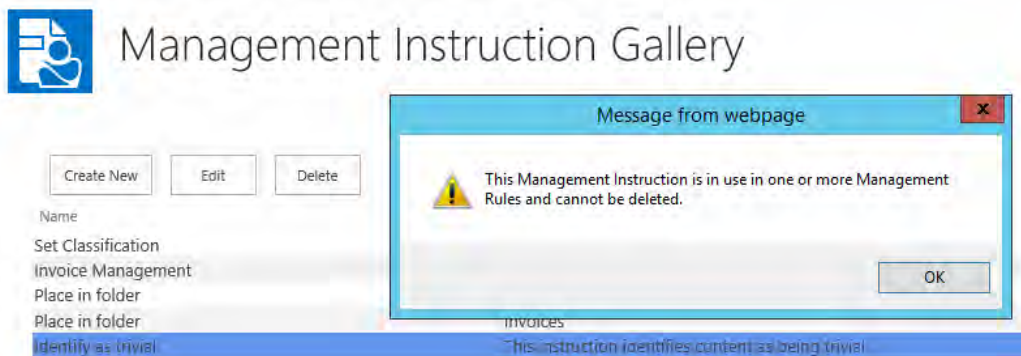 Management Instruction Gallery
Message from webpage
x
This Management Instruction is in use in one or more Management
Rules and cannot be deleted.
OK
Create New Edit Delete
Name
Set Classification
Invoice Management
Place in folder
Place in folder Invoices
Identify as trivial This instruction identifies content as being trivial